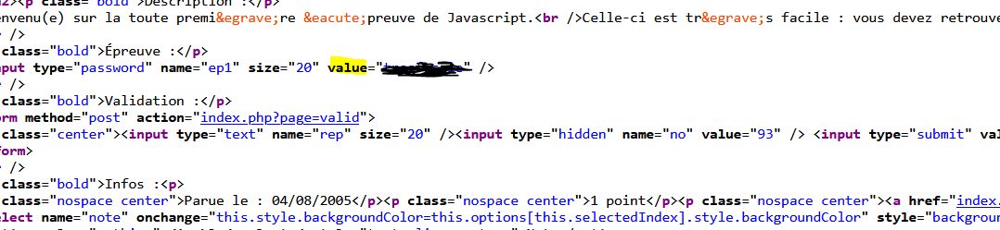 12><p class="bold">Description :</p>
envenu(e) sur la toute premi&egrave;re &eacute;preuve de Javascript.<br />Celle-ci est tr&egrave;s facile : vous devez retrouve
/>
class="bold">Épreuve :</p>
nput type="password" name="ep1" size="20" value=" " />
/>
class="bold">Validation :</p>
orm method="post" action="index.php?page=valid">
class="center"><input type="text" name="rep" size="20" /><input type="hidden" name="no" value="93" /> <input type="submit" val
form>
/>
class="bold">Infos :<p>
class="nospace center">Parue le : 04/08/2005</p><p class="nospace center">1 point</p><p class="nospace center"><a href="index.
elect name="note" onchange="this.style.backgroundColor=this.options[this.selectedIndex].style.backgroundColor" style="backgroun